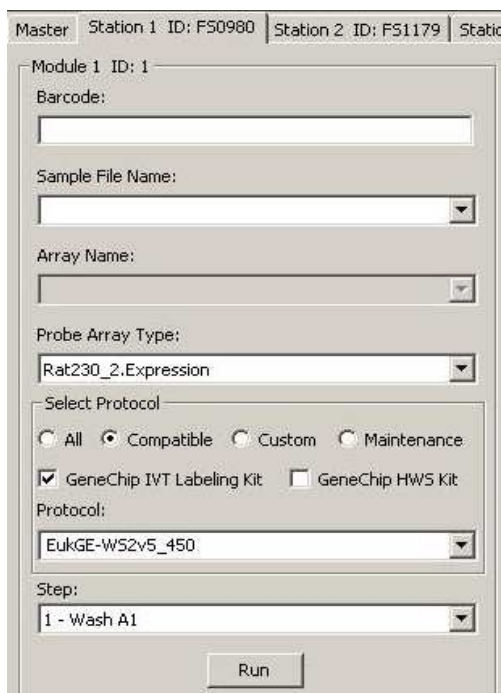 Master Station 1 ID: FS0980 Station 2 ID: FS1179
Module 1 ID: 1
Barcode:
Sample File Name:
Array Name:
Probe Array Type:
Rat230_2.Expression
Select Protocol
All Compatible Custom Maintenance
GeneChip IVT Labeling Kit GeneChip HWS Kit
Protocol:
EukGE-WS2v5_450
Step:
1 - Wash A1
Run